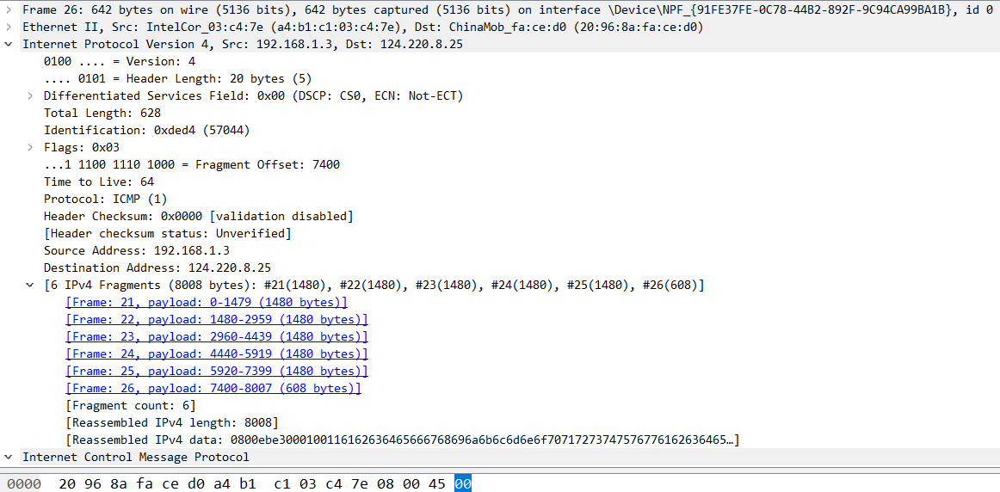 Frame 26: 642 bytes on wire (5136 bits), 642 bytes captured (5136 bits) on interface \Device\NPF_{91FE37FE-0C78-44B2-892F-9C94CA99BA1B}, id 0
Ethernet II, Src: IntelCor_03:c4:7e (a4:b1:c1:03:c4:7e), Dst: ChinaMob_fa:ce:d0 (20:96:8a:fa:ce:d0)
Internet Protocol Version 4, Src: 192.168.1.3, Dst: 124.220.8.25
0100 .... = Version: 4
.... 0101 = Header Length: 20 bytes (5)
Differentiated Services Field: 0x00 (DSCP: CS0, ECN: Not-ECT)
Total Length: 628
Identification: 0xded4 (57044)
Flags: 0x03
...1 1100 1110 1000 = Fragment Offset: 7400
Time to Live: 64
Protocol: ICMP (1)
Header Checksum: 0x0000 [validation disabled]
[Header checksum status: Unverified]
Source Address: 192.168.1.3
Destination Address: 124.220.8.25
[6 IPv4 Fragments (8008 bytes): #21(1480), #22(1480), #23(1480), #24(1480), #25(1480), #26(608)]
[Frame: 21, payload: 0-1479 (1480 bytes)]
[Frame: 22, payload: 1480-2959 (1480 bytes)]
[Frame: 23, payload: 2960-4439 (1480 bytes)]
[Frame: 24, payload: 4440-5919 (1480 bytes)]
[Frame: 25, payload: 5920-7399 (1480 bytes)]
[Frame: 26, payload: 7400-8007 (608 bytes)]
[Fragment count: 6]
[Reassembled IPv4 length: 8008]
[Reassembled IPv4 data: 0800ebe3000100116162636465666768696a6b6c6d6e6f7071727374757677616263646​5…]
Internet Control Message Protocol
0000 20 96 8a fa ce d0 a4 b1 c1 03 c4 7e 08 00 45 00